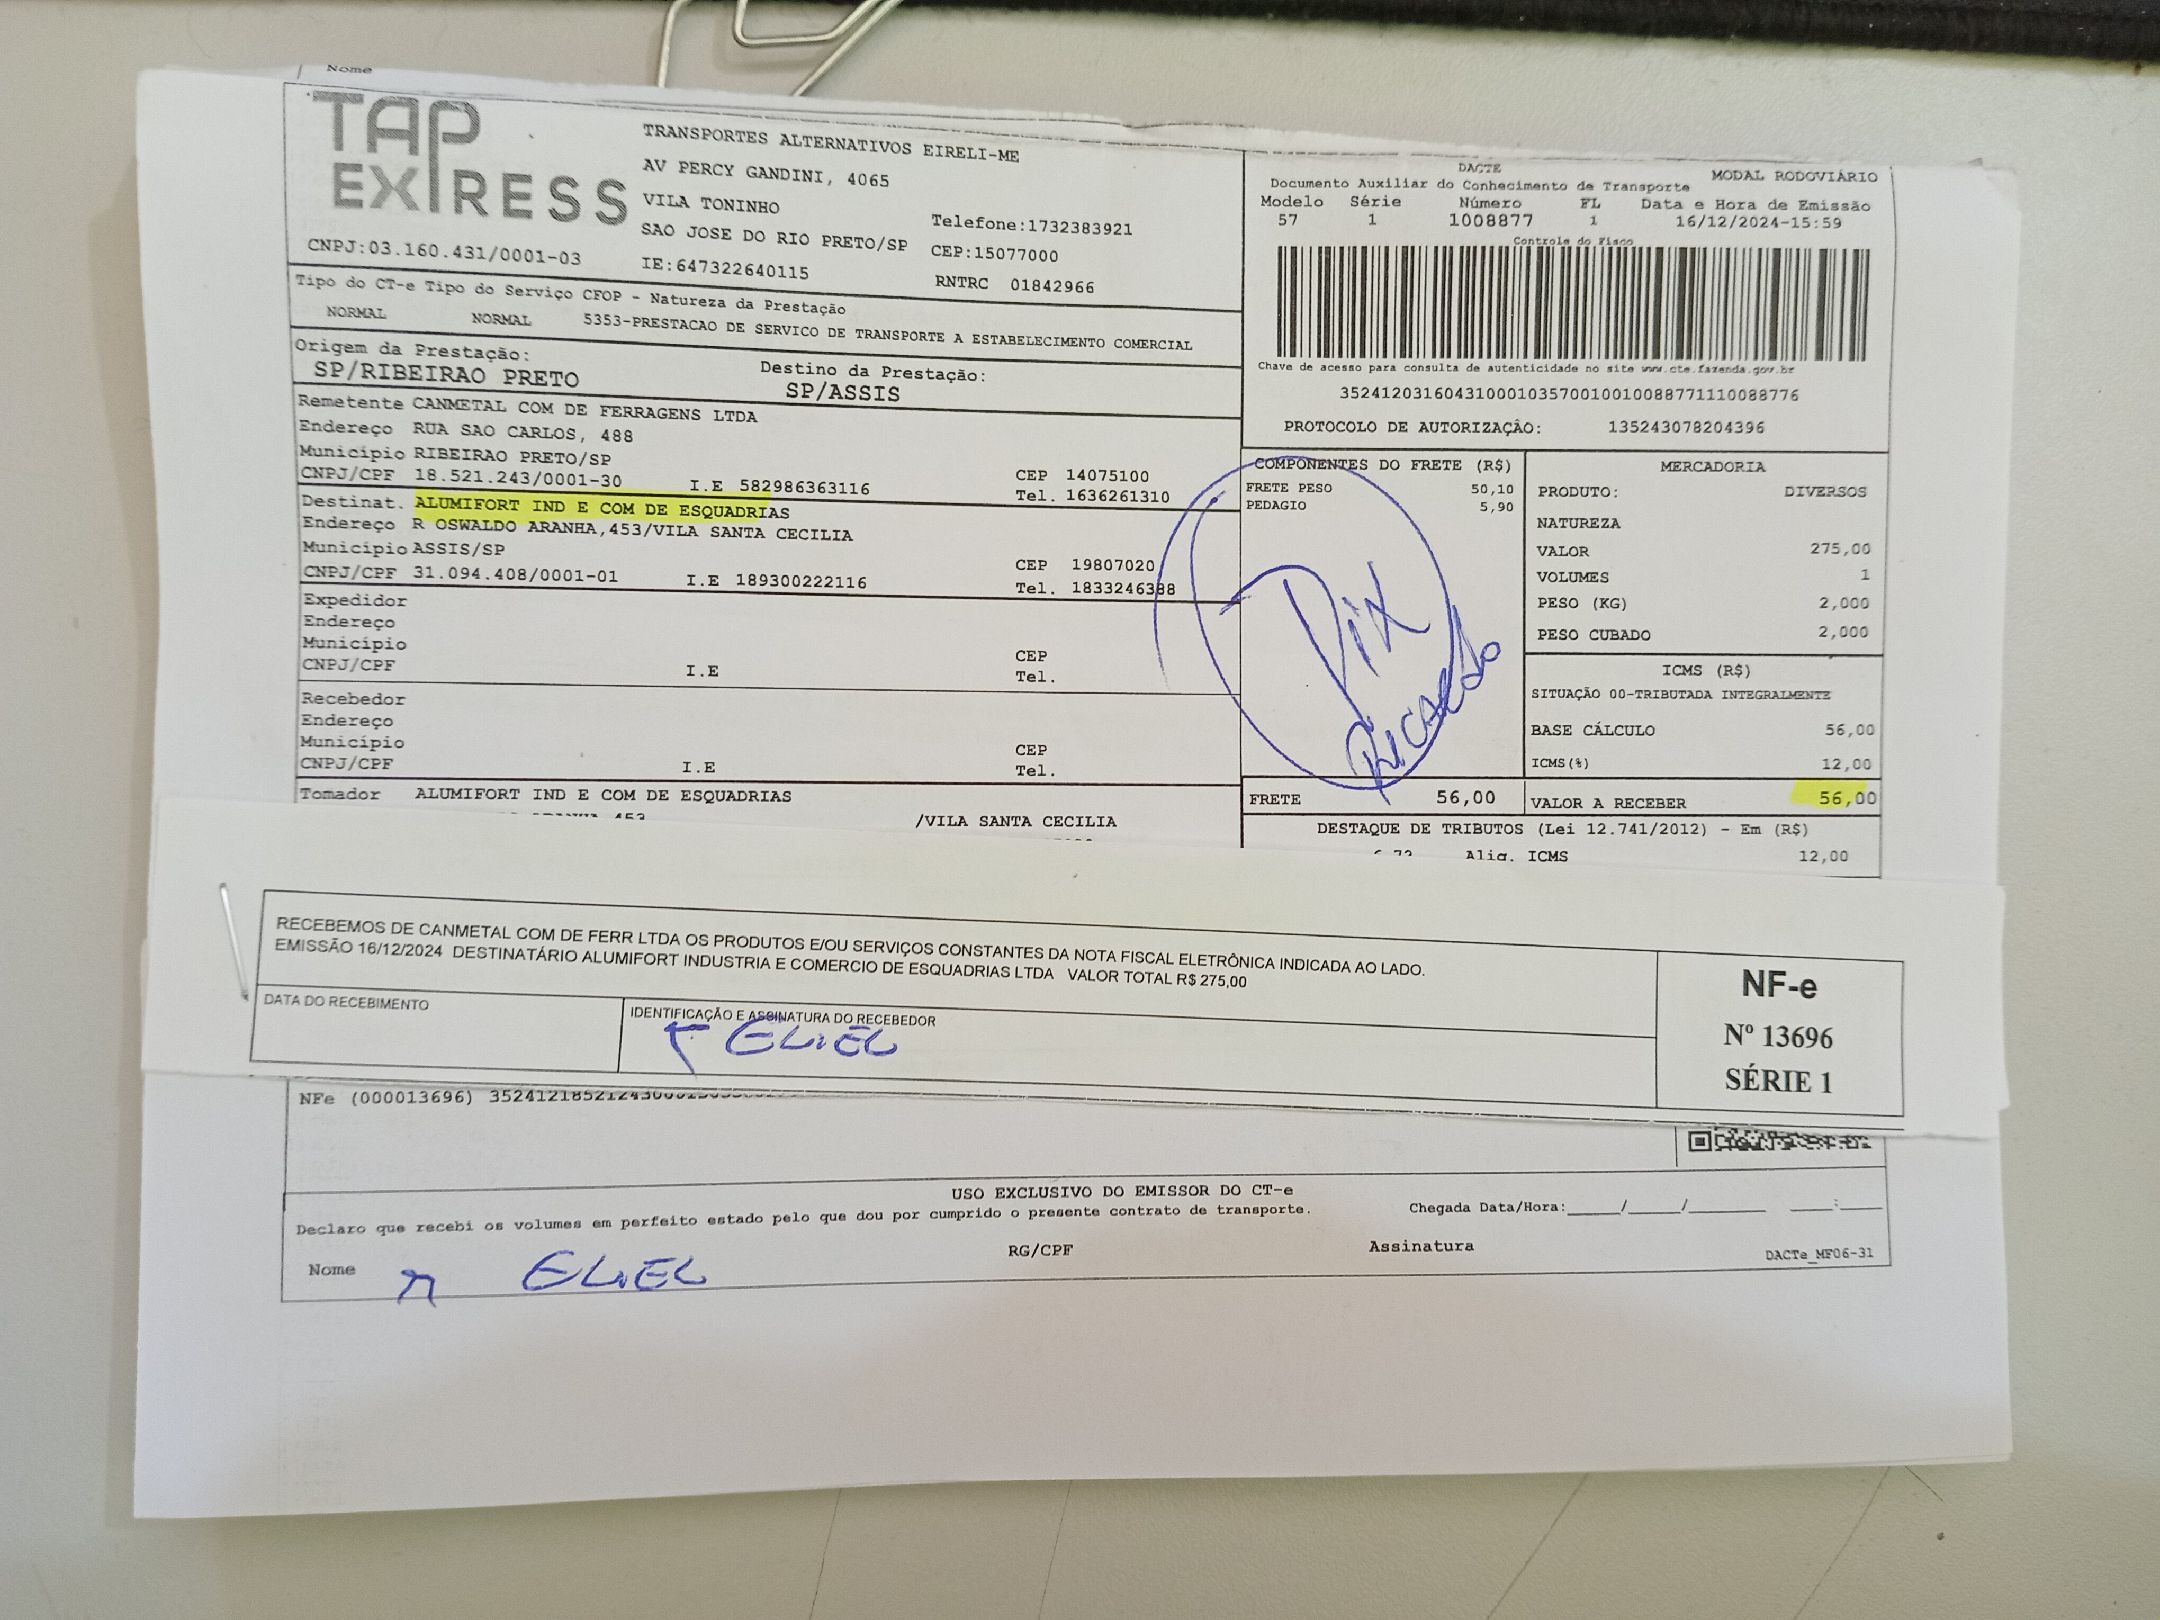 Nome
TAP
EXPRESS
TRANSPORTES ALTERNATIVOS EIRELI-ME
AV PERCY GANDINI, 4065
VILA TONINHO
SAO JOSE DO RIO PRETO/SP
Telefone:1732383921
CEP:15077000
CNPJ:03.160.431/0001-03
IE:647322640115
RNTRC 01842966
Tipo do CT-e Tipo do Serviço CFOP - Natureza da Prestação
NORMAL NORMAL 5353-PRESTACAO DE SERVICO DE TRANSPORTE A ESTABELECIMENTO COMERCIAL
Origem da Prestação: Destino da Prestação:
SP/RIBEIRAO PRETO SP/ASSIS
Remetente CANMETAL COM DE FERRAGENS LTDA
Endereço RUA SAO CARLOS, 488
Município RIBEIRAO PRETO/SP CEP 14075100
CNPJ/CPF 18.521.243/0001-30 I.E 582986363116 Tel. 1636261310
Destinat. ALUMIFORT IND E COM DE ESQUADRIAS
Endereço R OSWALDO ARANHA,453/VILA SANTA CECILIA
Município ASSIS/SP CEP 19807020
CNPJ/CPF 31.094.408/0001-01 I.E 189300222116 Tel. 1833246388
Expedidor
Endereço
Município CEP
CNPJ/CPF I.E Tel.
Recebedor
Endereço
Município CEP
CNPJ/CPF I.E Tel.
Tomador ALUMIFORT IND E COM DE ESQUADRIAS
/VILA SANTA CECILIA
DACTE MODAL RODOVIÁRIO
Documento Auxiliar do Conhecimento de Transporte
Modelo Série Número FL Data e Hora de Emissão
57 1 1008877 1 16/12/2024-15:59
Controle do Fisco
Chave de acesso para consulta de autenticidade no site www.cte.fazenda.gov.br
35241203160431000103570010010088771110088776
PROTOCOLO DE AUTORIZAÇÃO: 135243078204396
COMPONENTES DO FRETE (R$)
FRETE PESO 50,10
PEDAGIO 5,90
Pix
Ricardo
FRETE 56,00
MERCADORIA
PRODUTO: DIVERSOS
NATUREZA
VALOR 275,00
VOLUMES 1
PESO (KG) 2,000
PESO CUBADO 2,000
ICMS (R$)
SITUAÇÃO 00-TRIBUTADA INTEGRALMENTE
BASE CÁLCULO 56,00
ICMS(%) 12,00
VALOR A RECEBER 56,00
DESTAQUE DE TRIBUTOS (Lei 12.741/2012) - Em (R$)
Aliq. ICMS 12,00
RECEBEMOS DE CANMETAL COM DE FERR LTDA OS PRODUTOS E/OU SERVIÇOS CONSTANTES DA NOTA FISCAL ELETRÔNICA INDICADA AO LADO.
EMISSÃO 16/12/2024 DESTINATÁRIO ALUMIFORT INDUSTRIA E COMERCIO DE ESQUADRIAS LTDA VALOR TOTAL R$ 275,00
DATA DO RECEBIMENTO
IDENTIFICAÇÃO E ASSINATURA DO RECEBEDOR
ELIEL
NF-e
Nº 13696
SÉRIE 1
NFe (000013696)
USO EXCLUSIVO DO EMISSOR DO CT-e
Declaro que recebi os volumes em perfeito estado pelo que dou por cumprido o presente contrato de transporte.
Chegada Data/Hora:_____/_____/_______ ____:____
Nome ELIEL RG/CPF Assinatura
DACTe_MF06-31